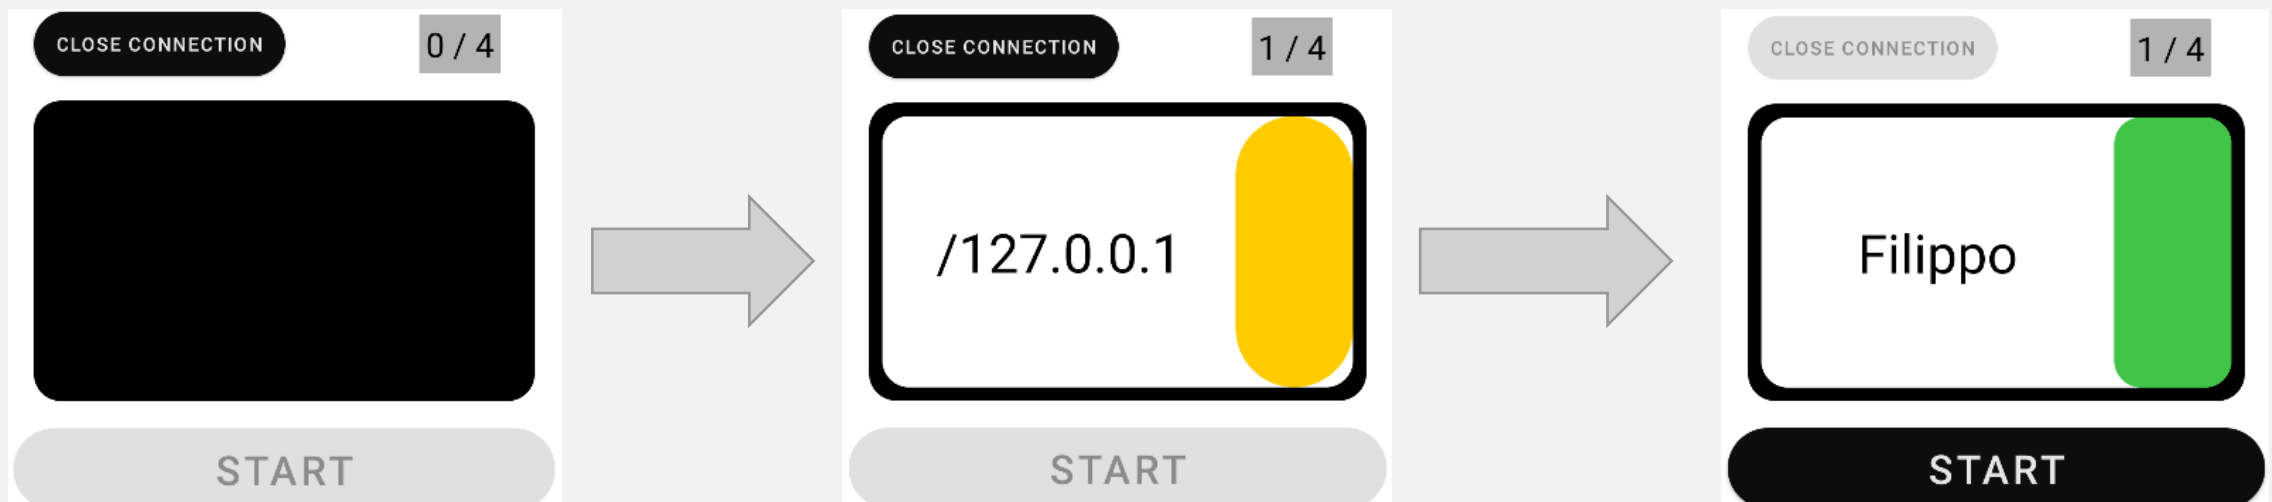 CLOSE CONNECTION 0 / 4
START
CLOSE CONNECTION 1 / 4
/127.0.0.1
START
CLOSE CONNECTION 1 / 4
Filippo
START